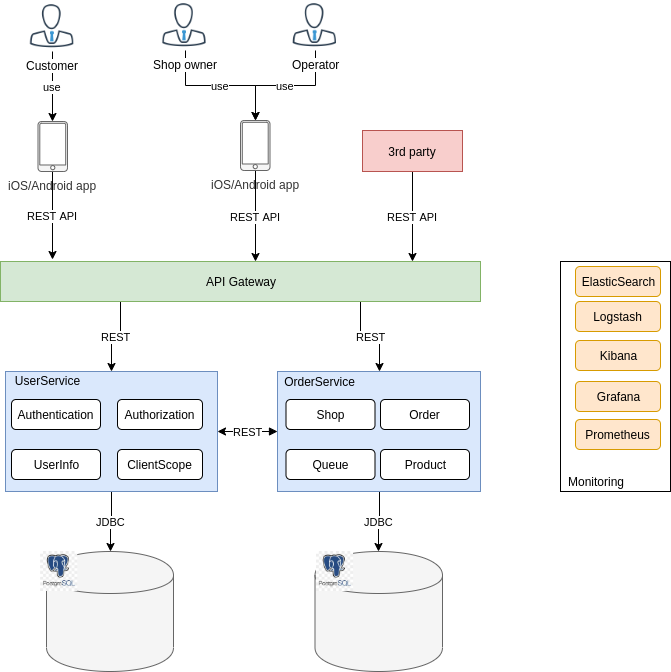 Customer
Shop owner
Operator
use
use
use
iOS/Android app
iOS/Android app
3rd party
REST API
REST API
REST API
API Gateway
REST
REST
UserService
Authentication
Authorization
UserInfo
ClientScope
REST
OrderService
Shop
Order
Queue
Product
ElasticSearch
Logstash
Kibana
Grafana
Prometheus
Monitoring
JDBC
JDBC
PostgreSQL
PostgreSQL